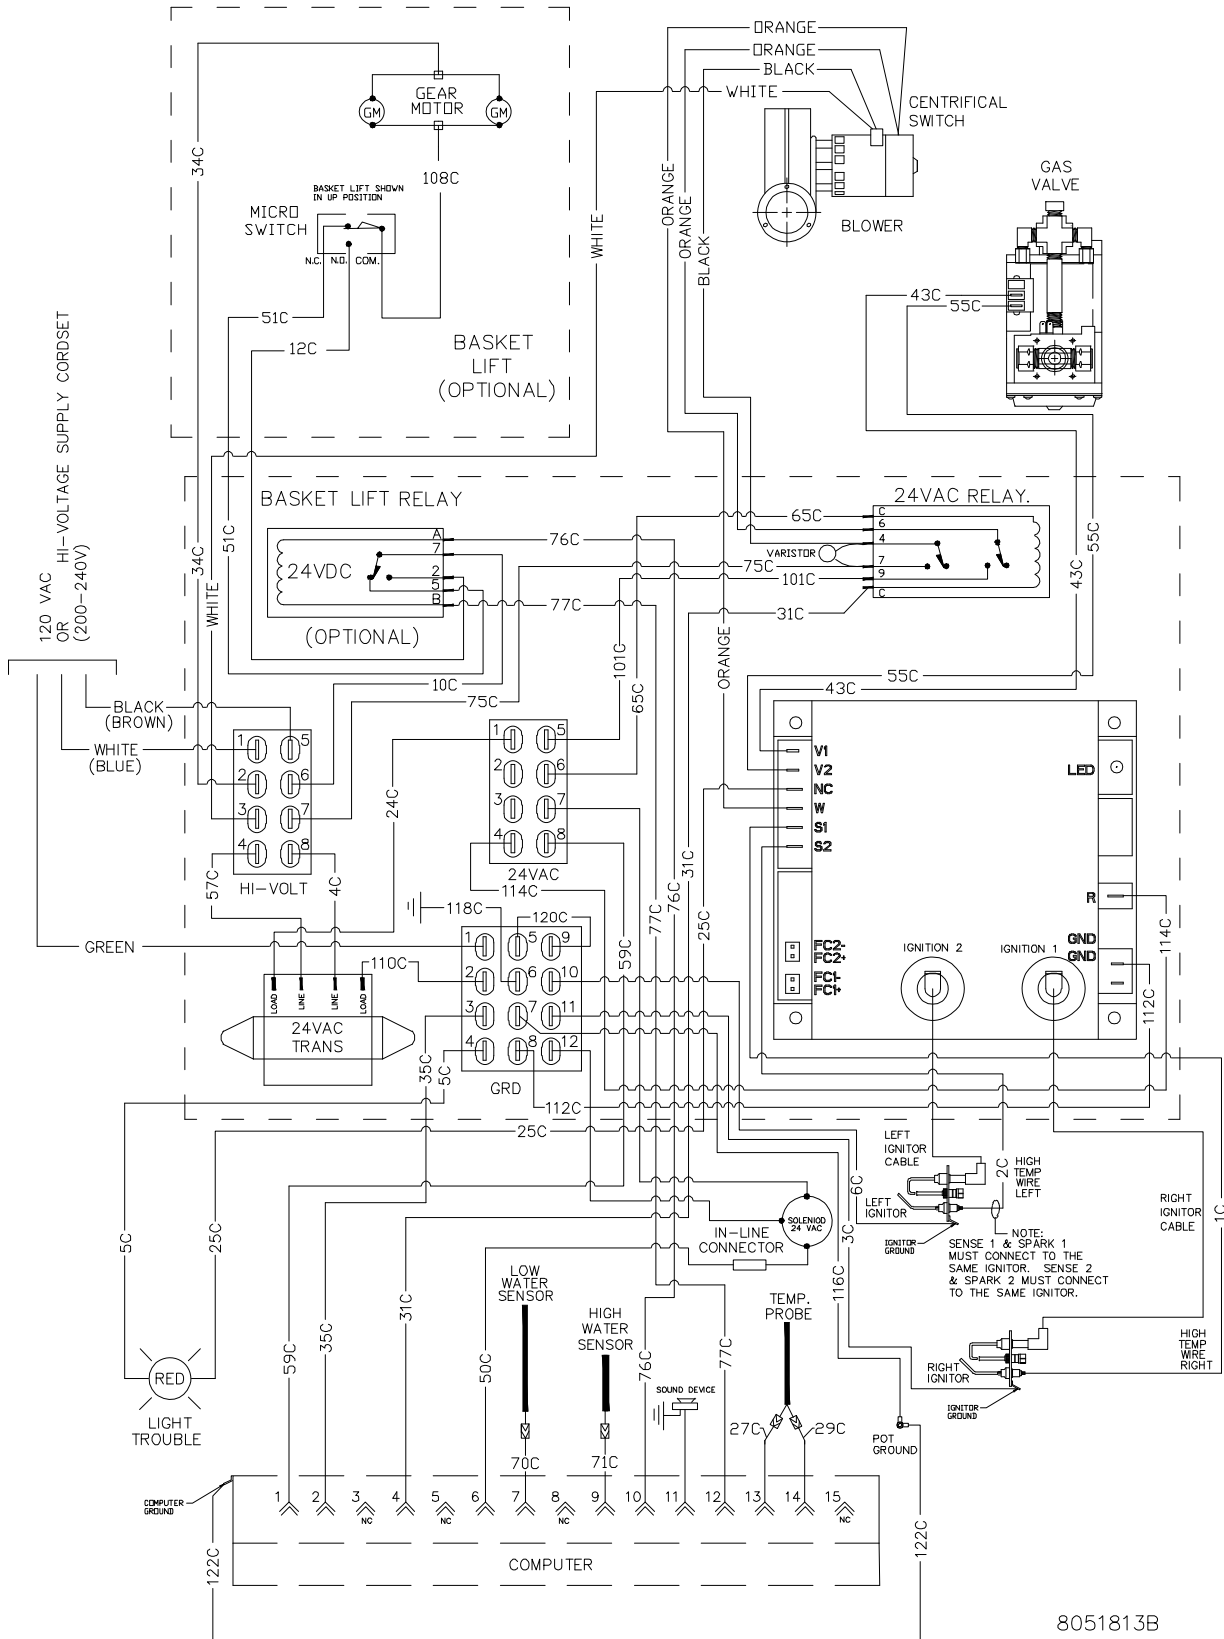 ORANGE
ORANGE
BLACK
WHITE
CENTRIFICAL
SWITCH
BLOWER
GAS
VALVE
43C
55C
GEAR
MOTOR
GM
GM
34C
108C
BASKET LIFT SHOWN
IN UP POSITION
MICRO
SWITCH
N.C.
N.O.
COM.
51C
12C
BASKET
LIFT
(OPTIONAL)
WHITE
ORANGE
ORANGE
BLACK
120 VAC
OR
HI-VOLTAGE SUPPLY CORDSET
(200-240V)
BASKET LIFT RELAY
24VDC
A
7
2
5
B
(OPTIONAL)
34C
WHITE
51C
76C
77C
24VAC RELAY.
65C
C
6
4
VARISTOR
75C
7
101C
9
C
31C
55C
43C
101C
65C
ORANGE
10C
75C
55C
43C
BLACK
(BROWN)
WHITE
(BLUE)
1
5
2
6
3
7
4
8
HI-VOLT
24C
1
5
2
6
3
7
4
8
24VAC
V1
V2
NC
W
S1
S2
LED
R
GND
GND
FC2-
FC2+
FC1-
FC1+
IGNITION 2
IGNITION 1
57C
4C
114C
118C
120C
GREEN
110C
LOAD
LINE
LINE
LOAD
24VAC
TRANS
1
5
9
2
6
10
3
7
11
4
8
12
GRD
35C
5C
59C
77C
76C
31C
25C
114C
112C
112C
25C
5C
25C
LEFT
IGNITOR
CABLE
HIGH
TEMP
WIRE
LEFT
2C
6C
LEFT
IGNITOR
IGNITOR
GROUND
NOTE:
SENSE 1 & SPARK 1
MUST CONNECT TO THE
SAME IGNITOR. SENSE 2
& SPARK 2 MUST CONNECT
TO THE SAME IGNITOR.
RIGHT
IGNITOR
CABLE
1C
3C
116C
SOLENIOD
24 VAC
IN-LINE
CONNECTOR
LOW
WATER
SENSOR
HIGH
WATER
SENSOR
TEMP.
PROBE
HIGH
TEMP
WIRE
RIGHT
RIGHT
IGNITOR
IGNITOR
GROUND
RED
LIGHT
TROUBLE
59C
35C
31C
50C
76C
77C
SOUND DEVICE
27C
29C
POT
GROUND
70C
71C
COMPUTER
GROUND
1
2
3
NC
4
5
NC
6
7
8
NC
9
10
11
12
13
14
15
NC
COMPUTER
122C
122C
8051813B